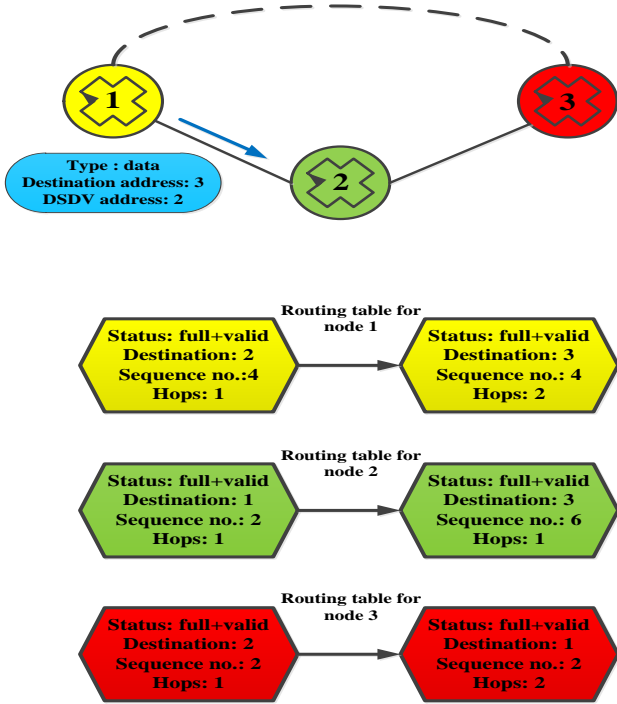 1
3
2
Type : data
Destination address: 3
DSDV address: 2
Routing table for
node 1
Status: full+valid
Destination: 2
Sequence no.:4
Hops: 1
Status: full+valid
Destination: 3
Sequence no.: 4
Hops: 2
Routing table for
node 2
Status: full+valid
Destination: 1
Sequence no.: 2
Hops: 1
Status: full+valid
Destination: 3
Sequence no.: 6
Hops: 1
Routing table for
node 3
Status: full+valid
Destination: 2
Sequence no.: 2
Hops: 1
Status: full+valid
Destination: 1
Sequence no.: 2
Hops: 2